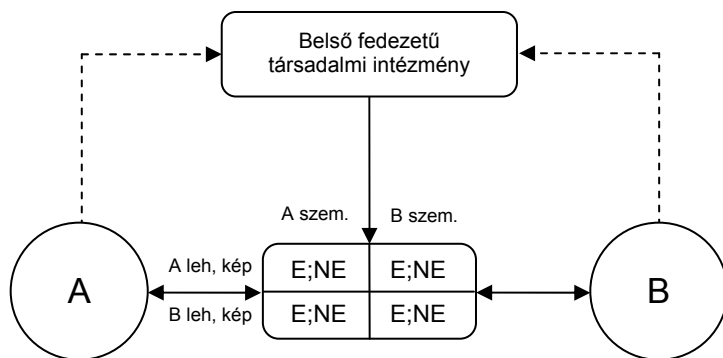 Belső fedezetű
társadalmi intézmény
A szem. B szem.
A leh, kép E;NE E;NE
A B
B leh, kép E;NE E;NE